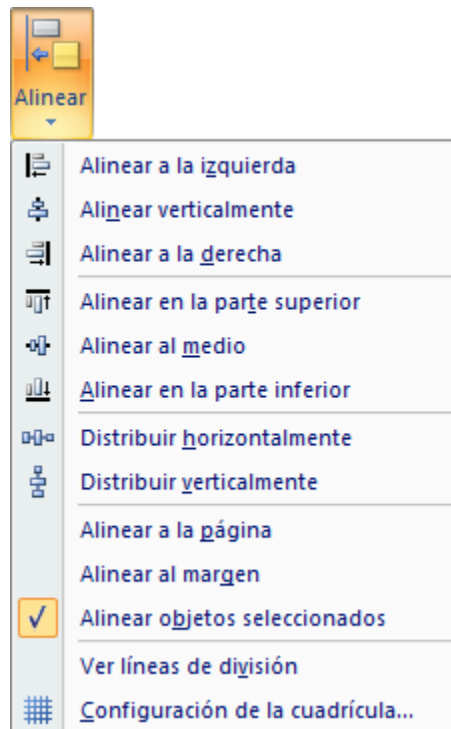 Alinear
Alinear a la izquierda
Alinear verticalmente
Alinear a la derecha
Alinear en la parte superior
Alinear al medio
Alinear en la parte inferior
Distribuir horizontalmente
Distribuir verticalmente
Alinear a la página
Alinear al margen
Alinear objetos seleccionados
Ver líneas de división
Configuración de la cuadrícula...